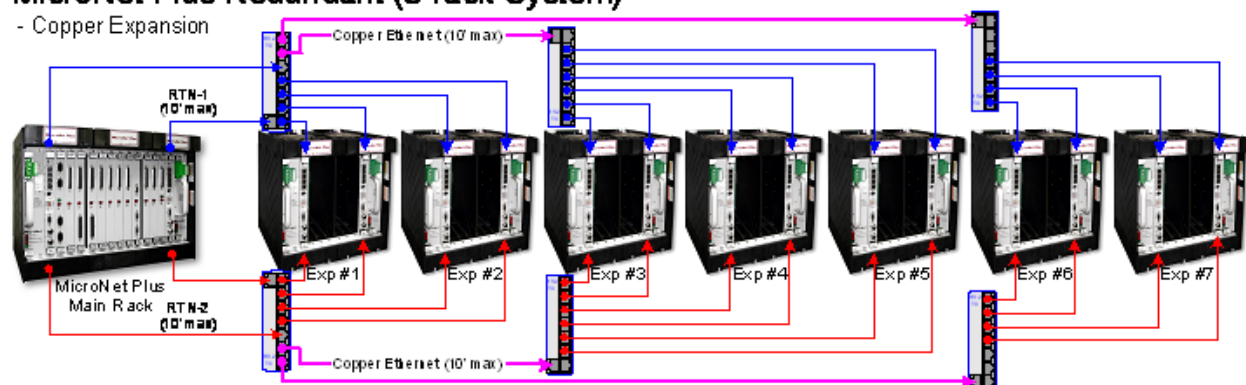 MicroNet Plus Redundant (8 rack System)
- Copper Expansion
Copper Ethernet (10' max)
RTN-1
(10' max)
MicroNet Plus
Main Rack
RTN-2
(10' max)
Exp #1
Exp #2
Exp #3
Exp #4
Exp #5
Exp #6
Exp #7
Copper Ethernet (10' max)